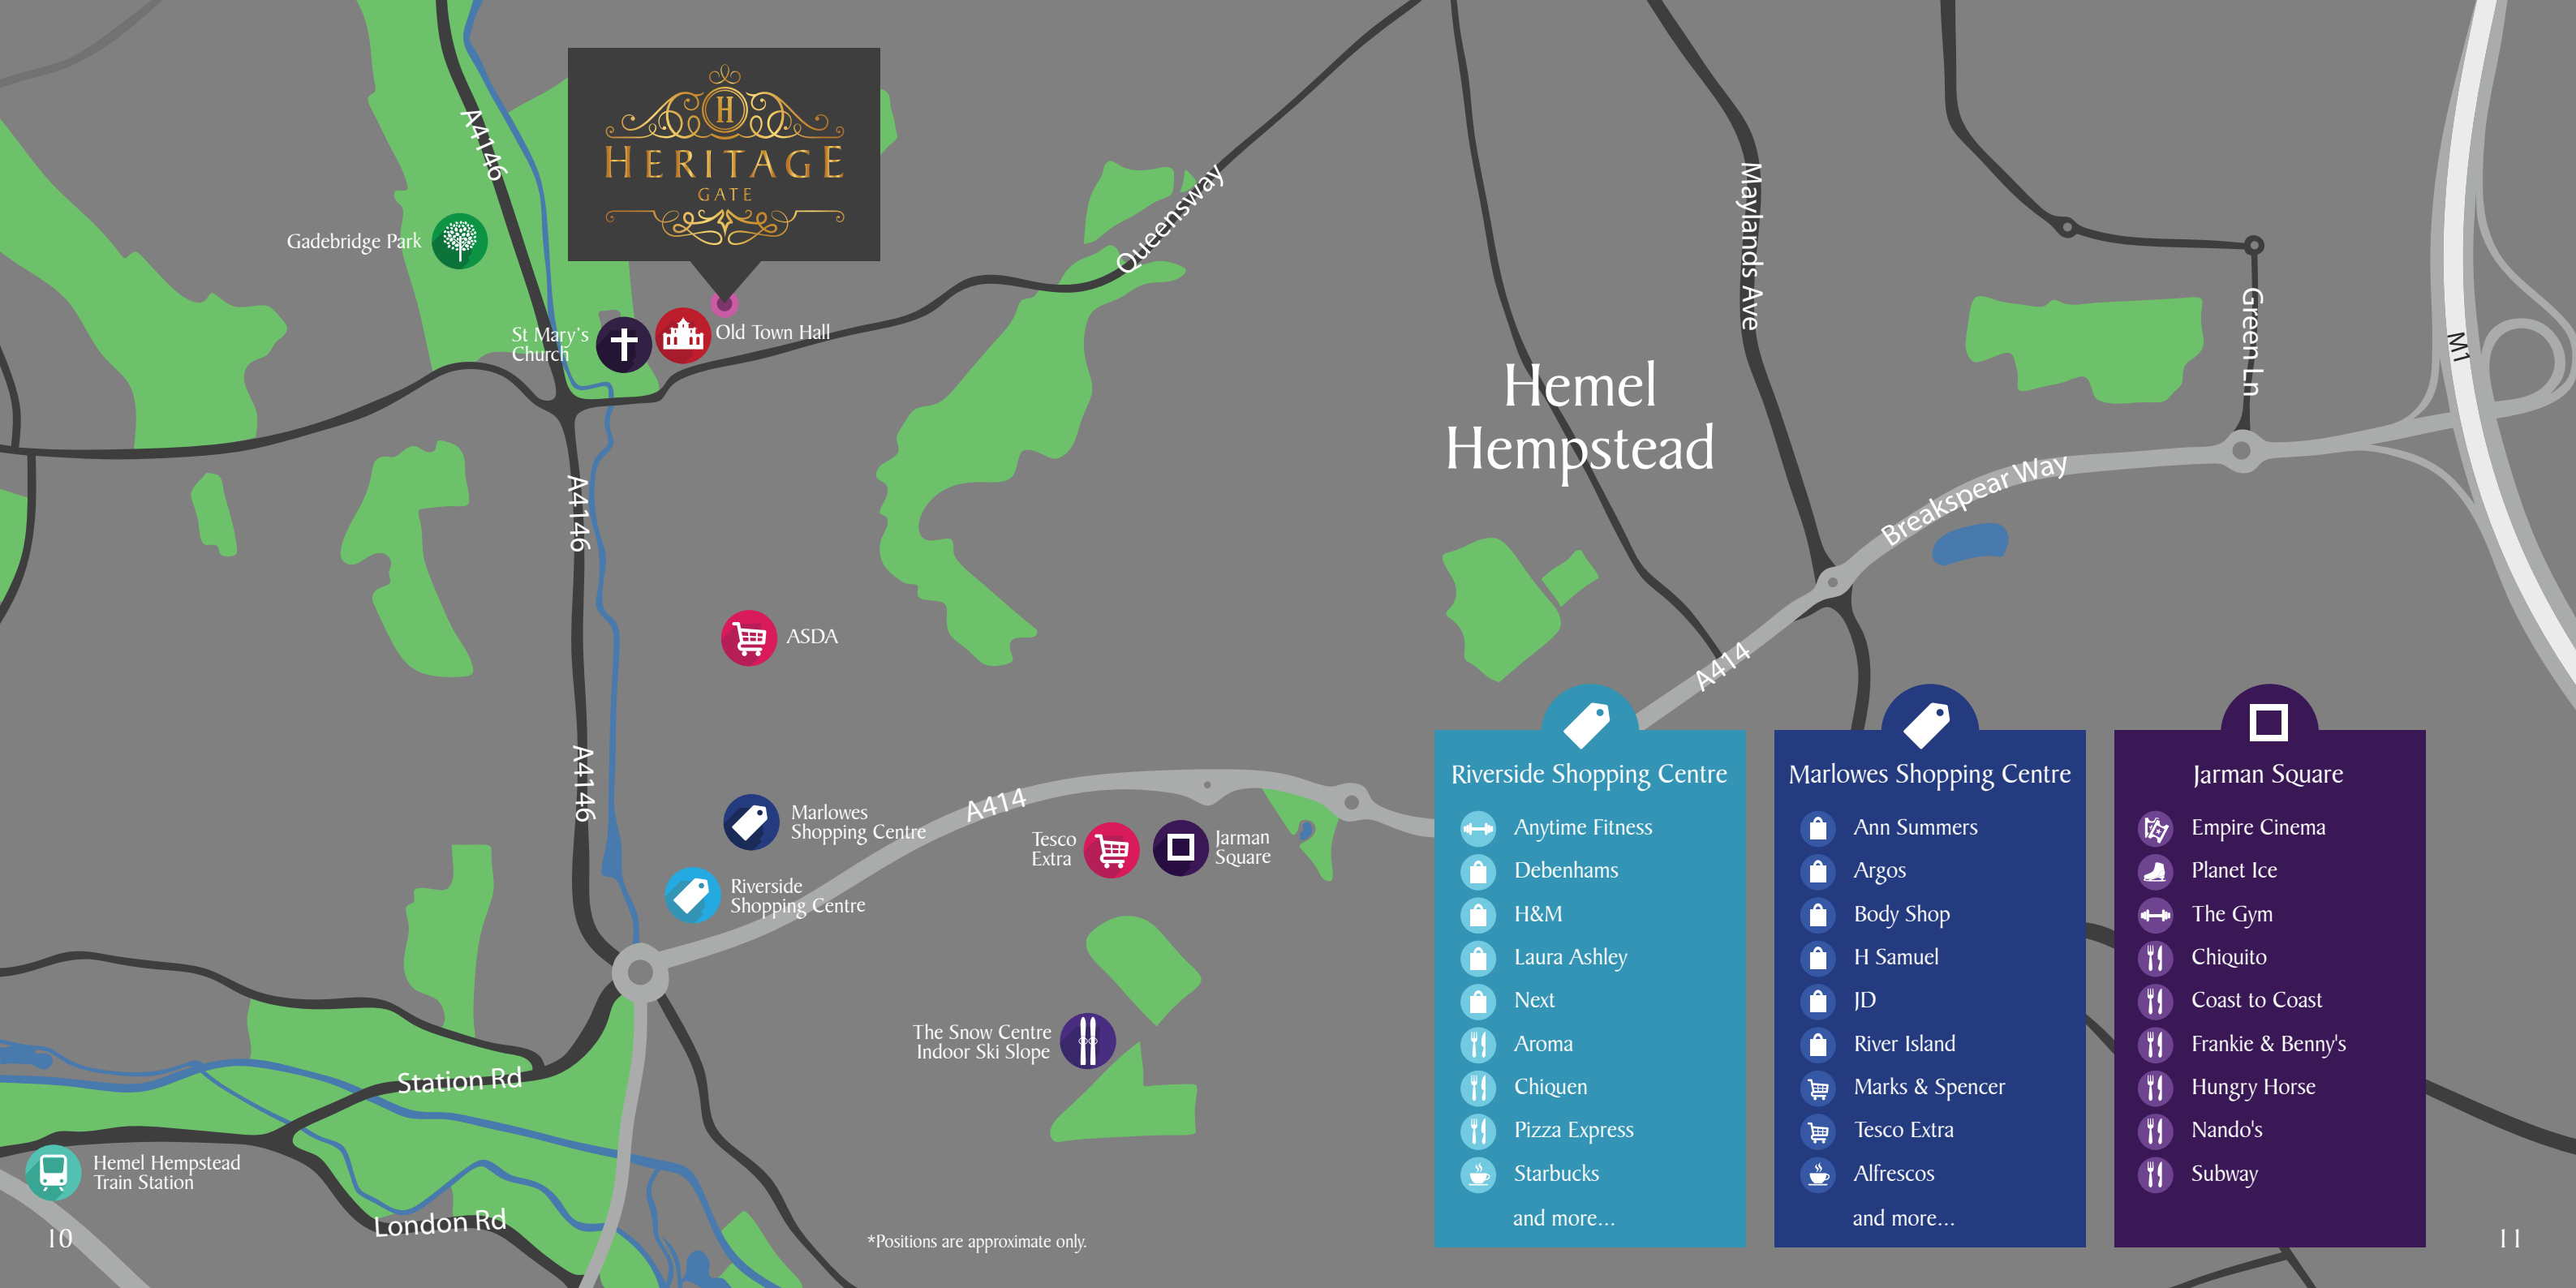 A4146
H
HERITAGE
GATE
Gadebridge Park
St Mary's
Church
Old Town Hall
Queensway
Maylands Ave
Green Ln
M1
Hemel
Hempstead
Breakspear Way
A4146
ASDA
A414
A4146
A414
Marlowes
Shopping Centre
Tesco
Extra
Jarman
Square
Riverside
Shopping Centre
The Snow Centre
Indoor Ski Slope
Station Rd
Hemel Hempstead
Train Station
London Rd
*Positions are approximate only.
10
Riverside Shopping Centre
Anytime Fitness
Debenhams
H&M
Laura Ashley
Next
Aroma
Chiquen
Pizza Express
Starbucks
and more...
Marlowes Shopping Centre
Ann Summers
Argos
Body Shop
H Samuel
JD
River Island
Marks & Spencer
Tesco Extra
Alfrescos
and more...
Jarman Square
Empire Cinema
Planet Ice
The Gym
Chiquito
Coast to Coast
Frankie & Benny's
Hungry Horse
Nando's
Subway
11